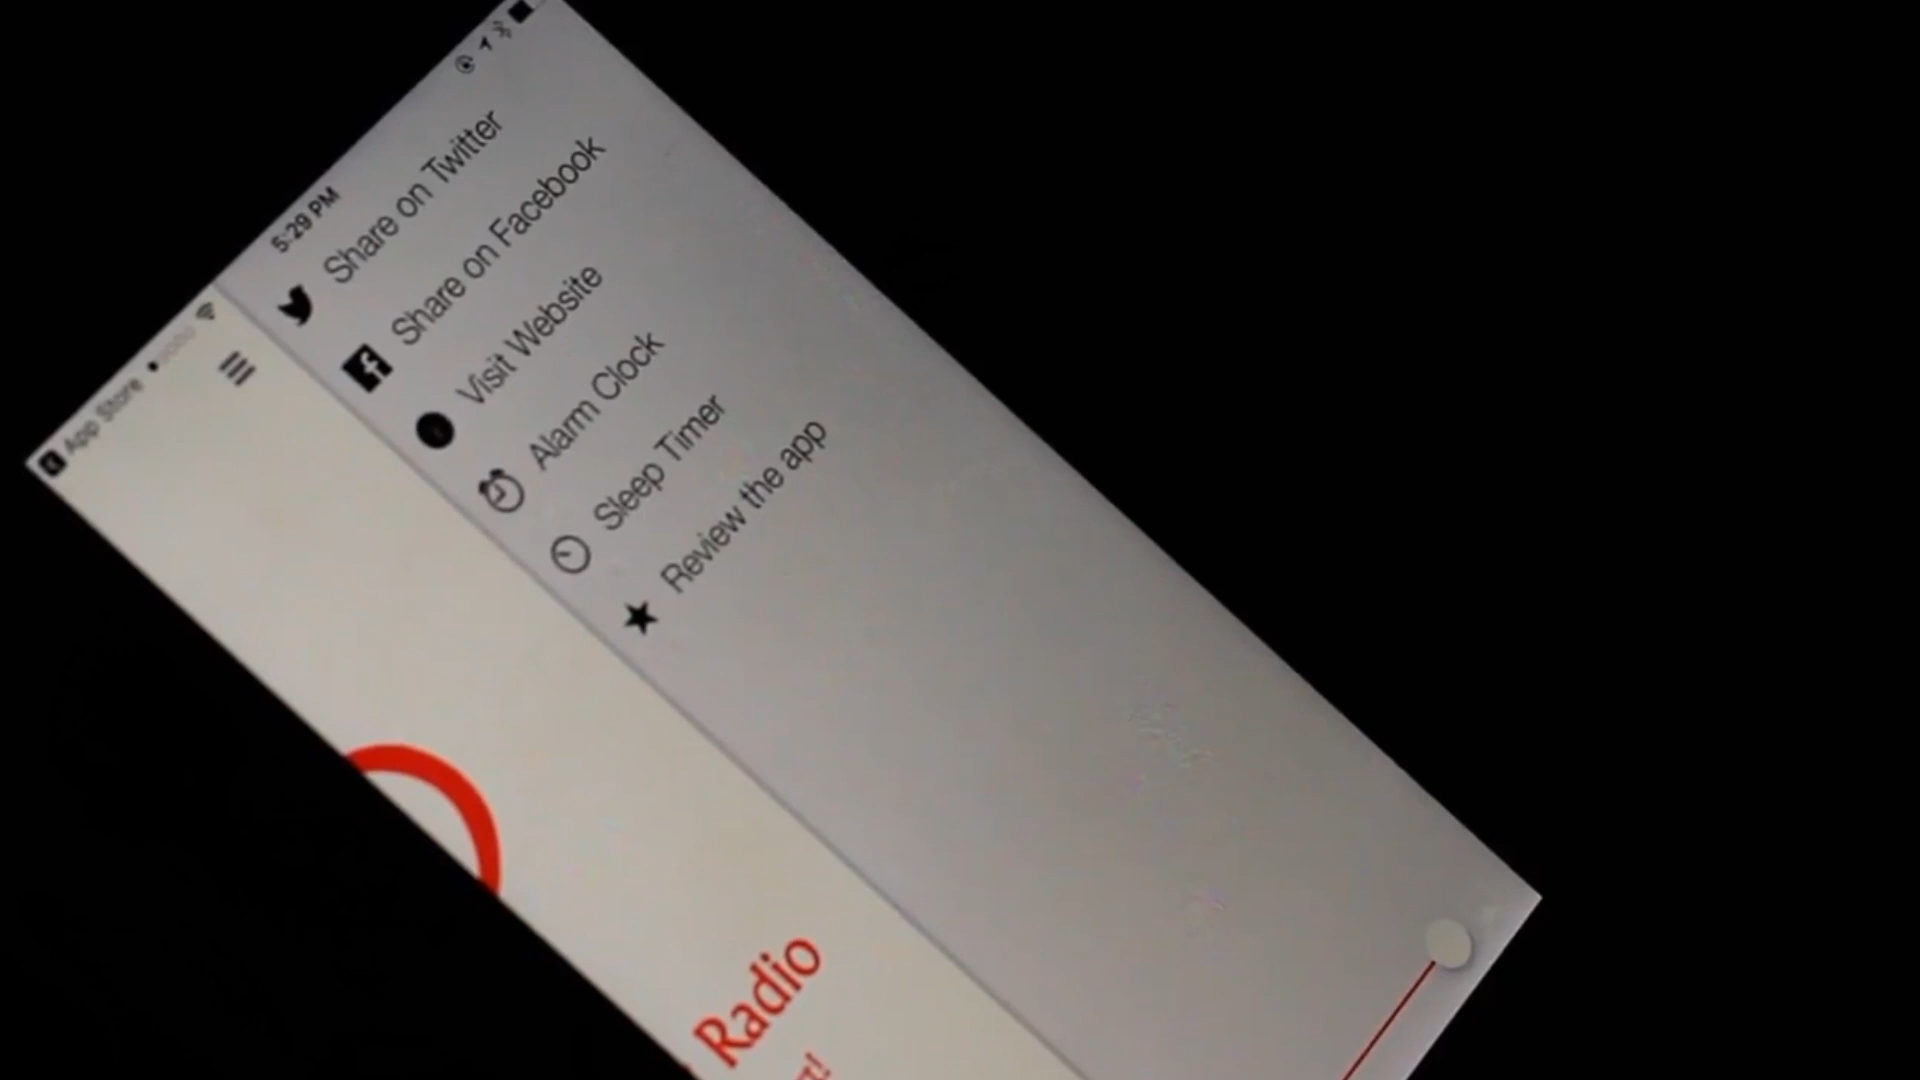 App Store
5:29 PM
Share on Twitter
Share on Facebook
Visit Website
Alarm Clock
Sleep Timer
Review the app
Radio